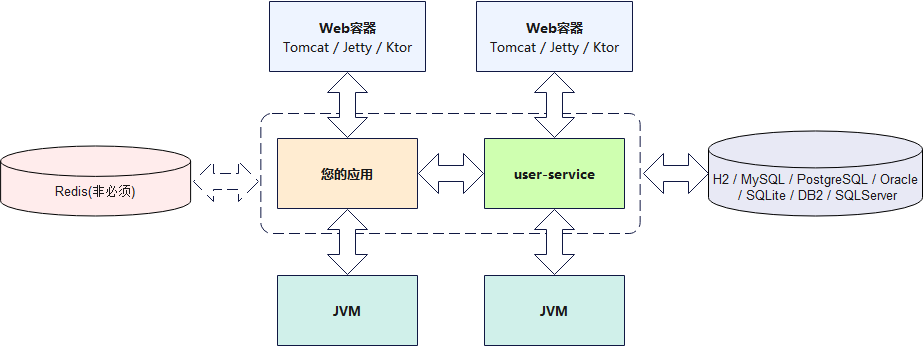 Web容器
Tomcat / Jetty / Ktor
Web容器
Tomcat / Jetty / Ktor
Redis(非必须)
您的应用
user-service
H2 / MySQL / PostgreSQL / Oracle
/ SQLite / DB2 / SQLServer
JVM
JVM